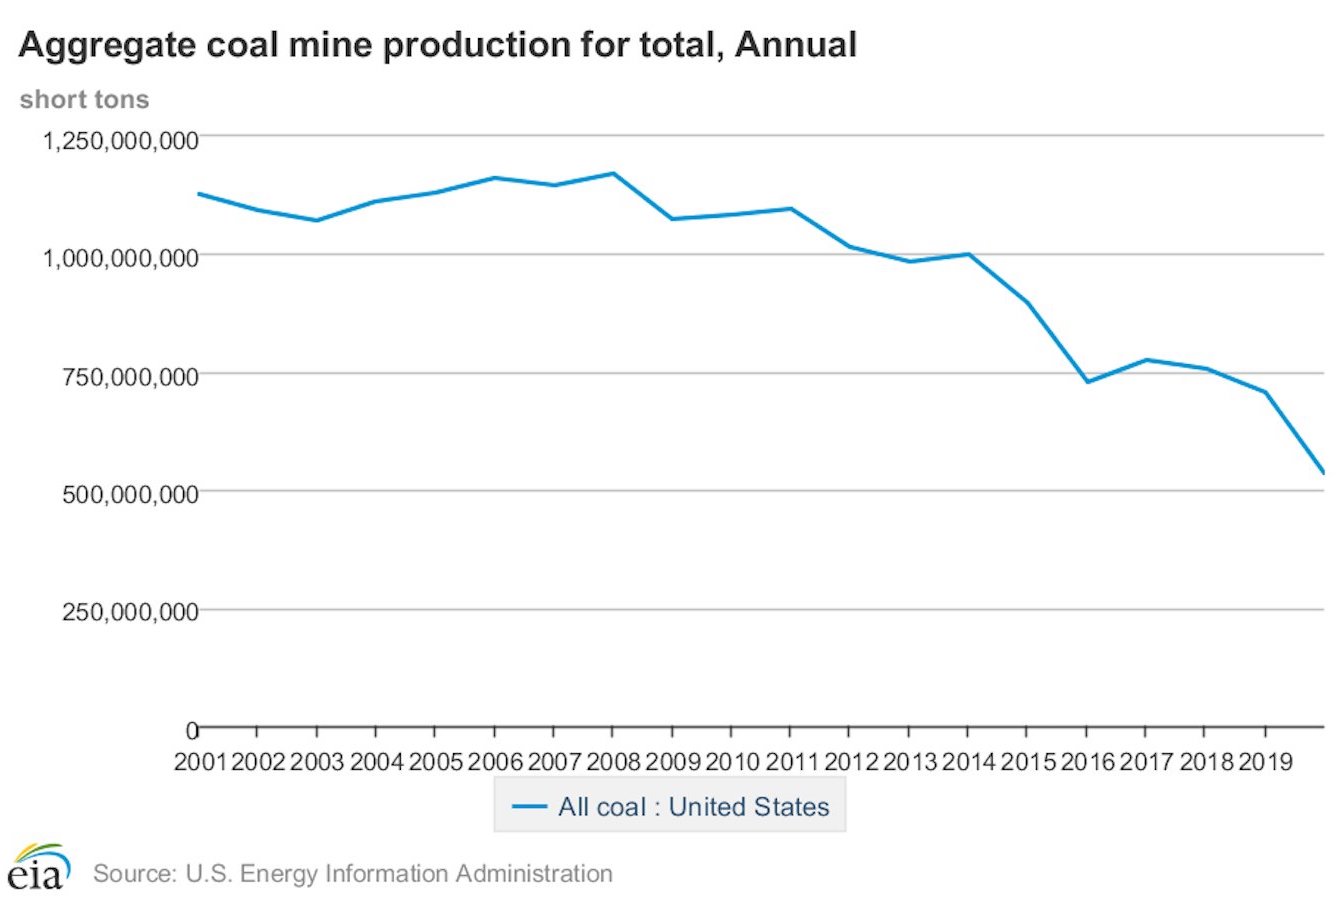 Aggregate coal mine production for total, Annual
short tons
1,250,000,000
1,000,000,000
750,000,000
500,000,000
250,000,000
0
2001 2002 2003 2004 2005 2006 2007 2008 2009 2010 2011 2012 2013 2014 2015 2016 2017 2018 2019
All coal : United States
eia Source: U.S. Energy Information Administration